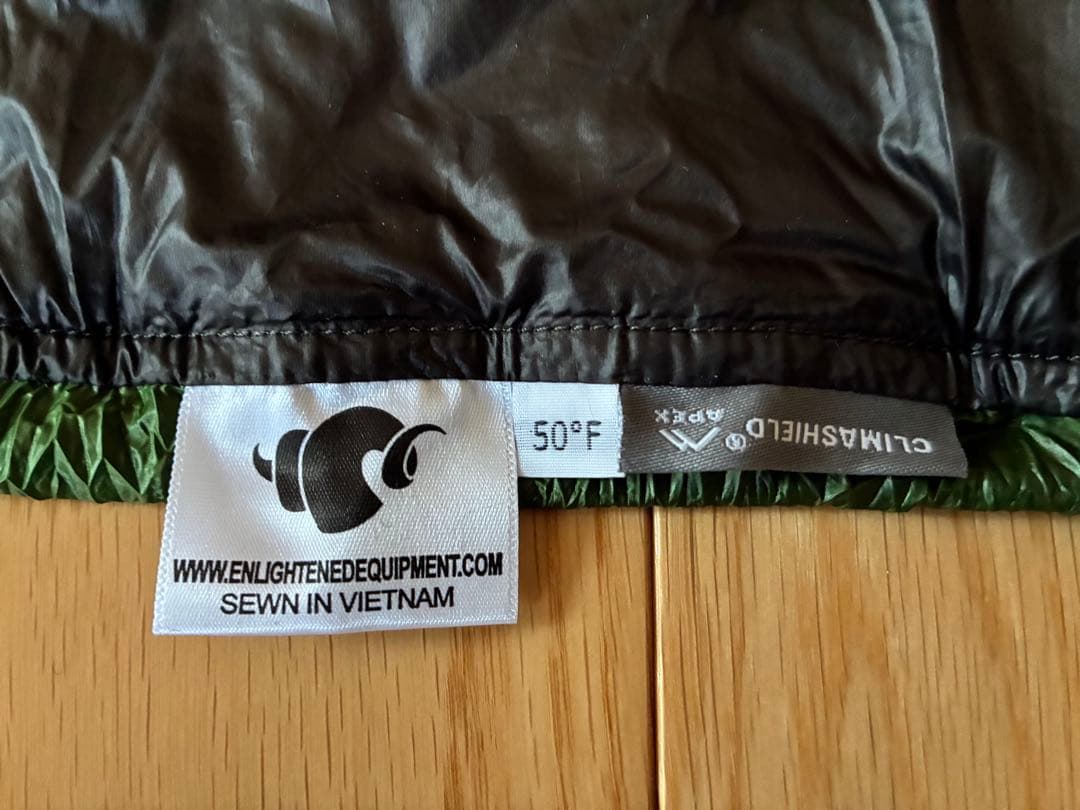 WWW.ENLIGHTENEDEQUIPMENT.COM
SEWN IN VIETNAM
50°F
CLIMASHIELD®
APEX